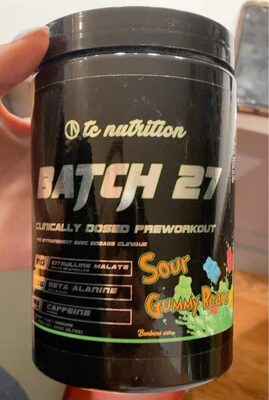 tc nutrition
BATCH 27
CLINICALLY DOSED PREWORKOUT
PRE ENTRAINEMENT AVEC DOSAGE CLINIQUE
CITRULLINE MALATE
BETA ALANINE
CAFFEINE
Sour
Gummy Bears